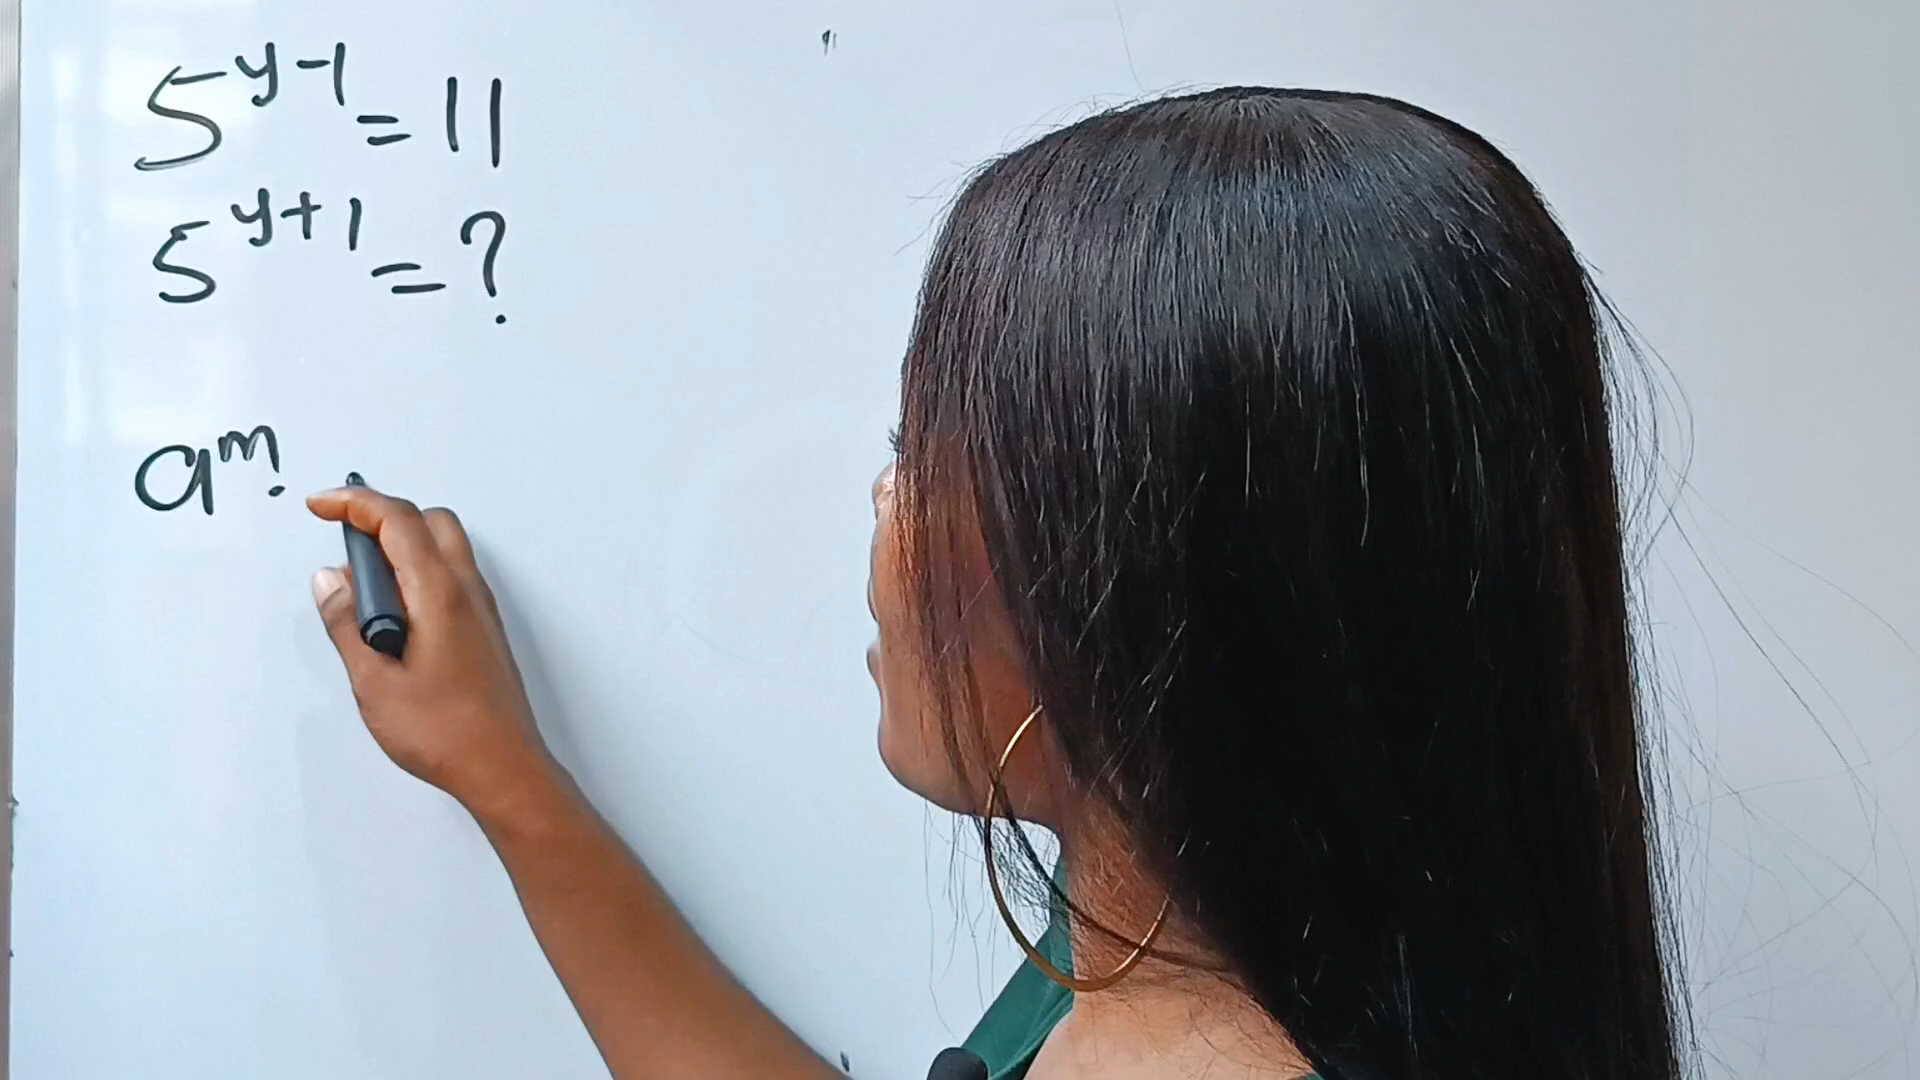 5^{y-1} = 11
5^{y+1} = ?
a^m .